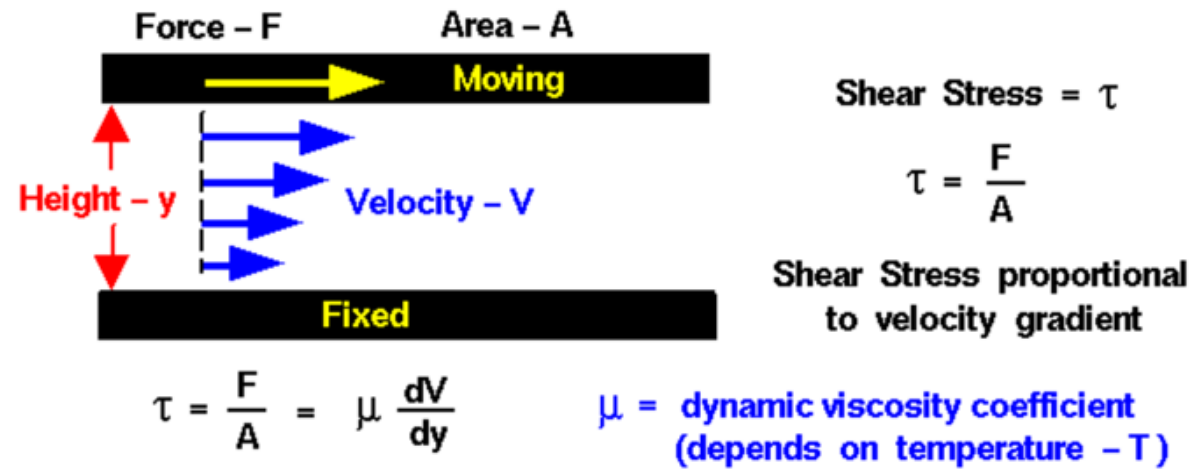 Force – F
Area – A
Moving
Shear Stress = τ
τ = F/A
Height – y
Velocity – V
Shear Stress proportional
to velocity gradient
Fixed
τ = F/A = μ dV/dy
μ = dynamic viscosity coefficient
(depends on temperature – T)